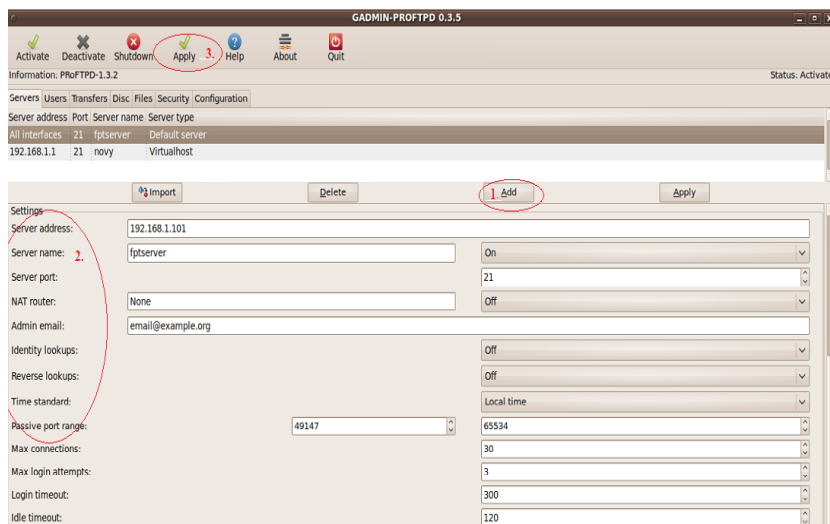 GADMIN-PROFTPD 0.3.5
Activate Deactivate Shutdown Apply 3. Help About Quit
Information: PRoFTPD-1.3.2 Status: Activate
Servers Users Transfers Disc Files Security Configuration
Server address Port Server name Server type
All interfaces 21 fptserver Default server
192.168.1.1 21 novy Virtualhost
Import Delete 1. Add Apply
Settings
Server address: 192.168.1.101
Server name: 2. fptserver On
Server port: 21
NAT router: None Off
Admin email: email@example.org
Identity lookups: Off
Reverse lookups: Off
Time standard: Local time
Passive port range: 49147 65534
Max connections: 30
Max login attempts: 3
Login timeout: 300
Idle timeout: 120